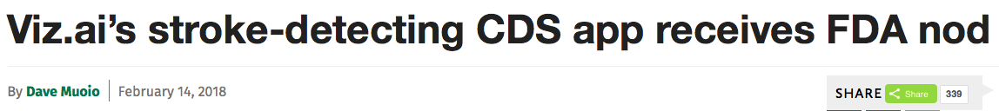 Viz.ai’s stroke-detecting CDS app receives FDA nod
By Dave Muoio February 14, 2018 SHARE Share 339